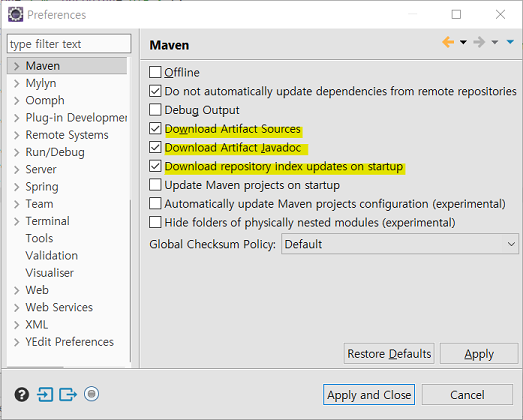 Preferences
type filter text
Maven
Mylyn
Oomph
Plug-in Developmer
Remote Systems
Run/Debug
Server
Spring
Team
Terminal
Tools
Validation
Visualiser
Web
Web Services
XML
YEdit Preferences
Maven
Offline
Do not automatically update dependencies from remote repositories
Debug Output
Download Artifact Sources
Download Artifact Javadoc
Download repository index updates on startup
Update Maven projects on startup
Automatically update Maven projects configuration (experimental)
Hide folders of physically nested modules (experimental)
Global Checksum Policy: Default
Restore Defaults Apply
Apply and Close Cancel